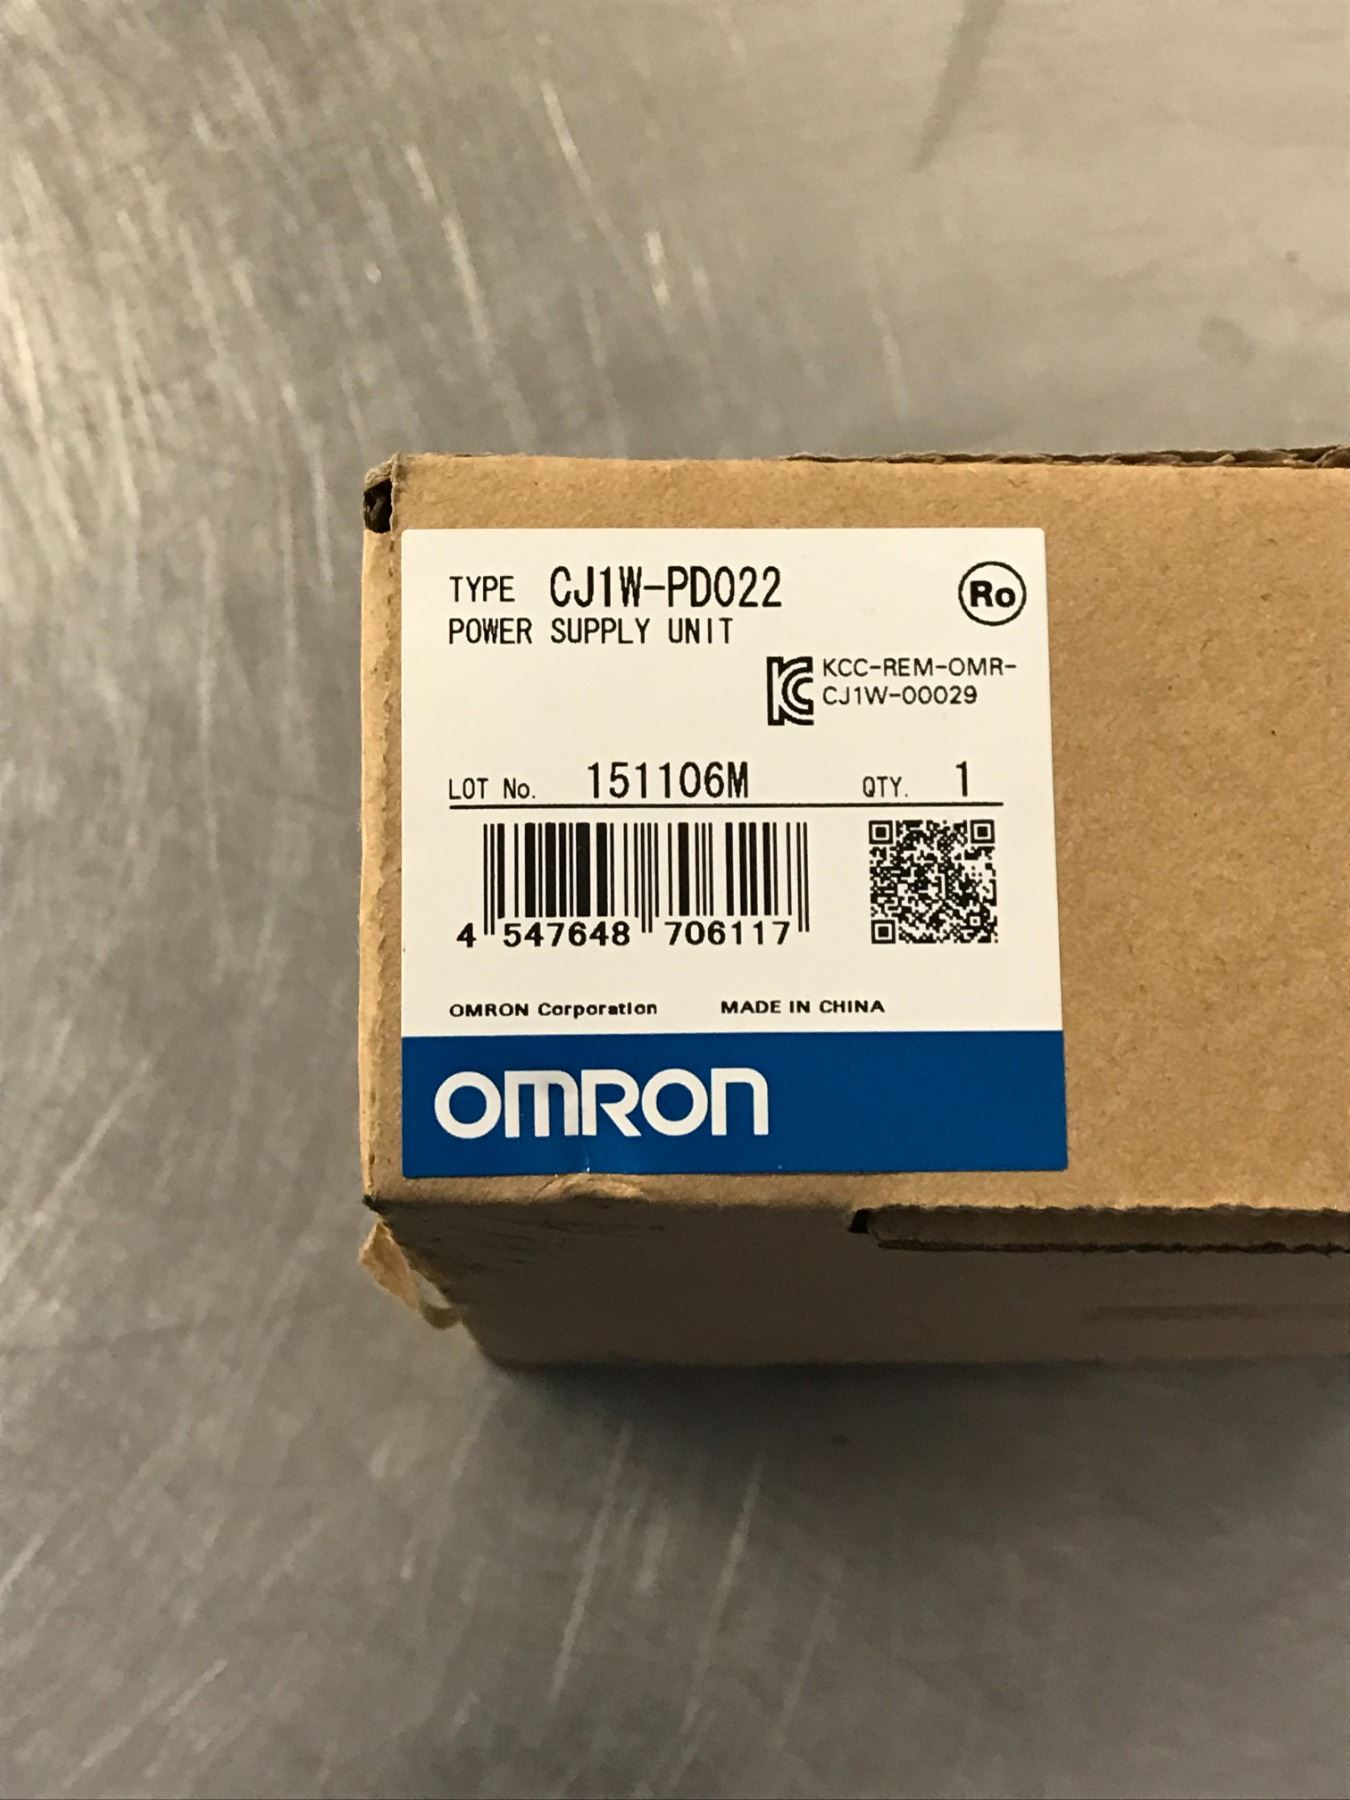 TYPE CJ1W-PD022
Ro
POWER SUPPLY UNIT
KCC-REM-OMR-
CJ1W-00029
LOT No. 151106M QTY. 1
4 547648 706117
OMRON Corporation MADE IN CHINA
OMRON